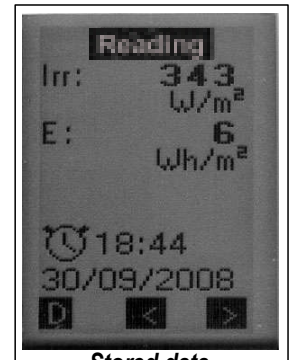 Reading
Irr: 343
W/m²
E: 6
Wh/m²
18:44
30/09/2008
D < >
Stored data